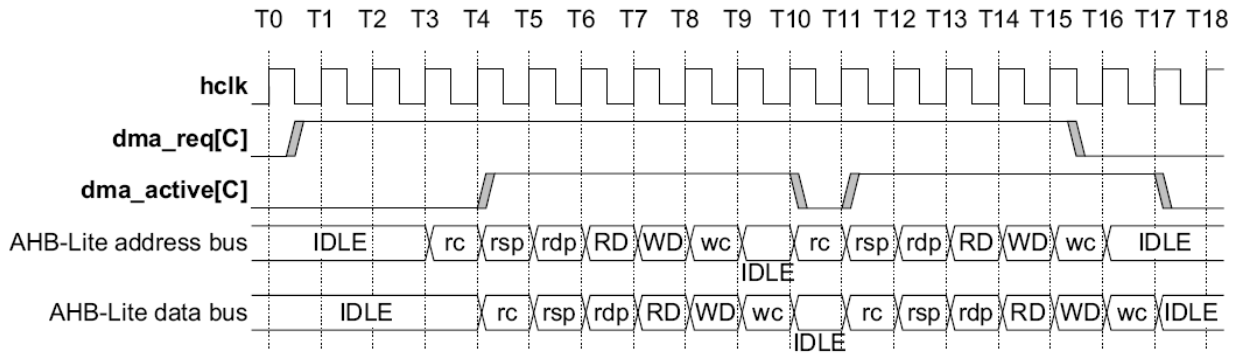 T0 T1 T2 T3 T4 T5 T6 T7 T8 T9 T10 T11 T12 T13 T14 T15 T16 T17 T18
hclk
dma_req[C]
dma_active[C]
AHB-Lite address bus IDLE rc rsp rdp RD WD wc rc rsp rdp RD WD wc IDLE
IDLE
AHB-Lite data bus IDLE rc rsp rdp RD WD wc rc rsp rdp RD WD wc IDLE
IDLE